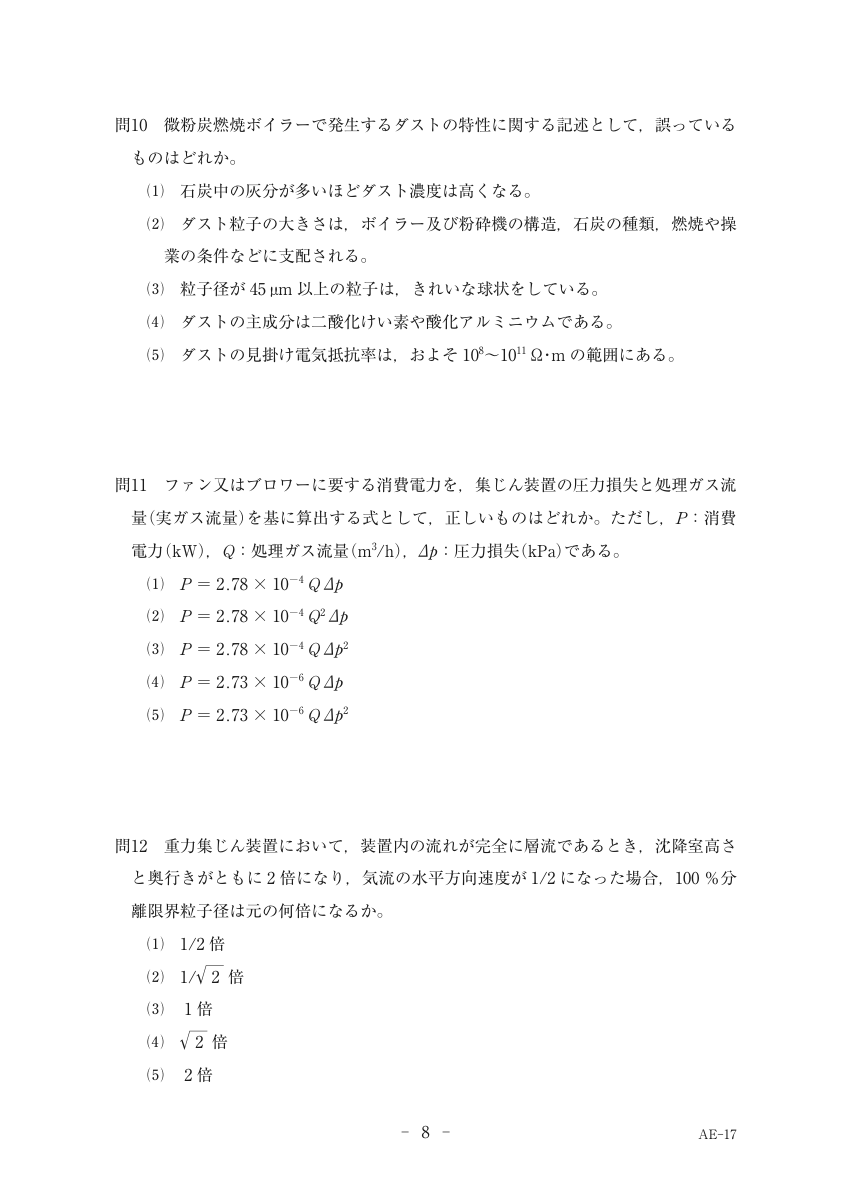 問10　微粉炭燃焼ボイラーで発生するダストの特性に関する記述として，誤っている
ものはどれか。
⑴　石炭中の灰分が多いほどダスト濃度は高くなる。
⑵　ダスト粒子の大きさは，ボイラー及び粉砕機の構造，石炭の種類，燃焼や操
業の条件などに支配される。
⑶　粒子径が 45 µm 以上の粒子は，きれいな球状をしている。
⑷　ダストの主成分は二酸化けい素や酸化アルミニウムである。
⑸　ダストの見掛け電気抵抗率は，およそ 10⁸〜10¹¹ Ω･m の範囲にある。
問11　ファン又はブロワーに要する消費電力を，集じん装置の圧力損失と処理ガス流
量(実ガス流量)を基に算出する式として，正しいものはどれか。ただし，P：消費
電力(kW)，Q：処理ガス流量(m³/h)，Δp：圧力損失(kPa)である。
⑴　P ＝ 2.78 × 10⁻⁴ Q Δp
⑵　P ＝ 2.78 × 10⁻⁴ Q² Δp
⑶　P ＝ 2.78 × 10⁻⁴ Q Δp²
⑷　P ＝ 2.73 × 10⁻⁶ Q Δp
⑸　P ＝ 2.73 × 10⁻⁶ Q Δp²
問12　重力集じん装置において，装置内の流れが完全に層流であるとき，沈降室高さ
と奥行きがともに 2 倍になり，気流の水平方向速度が 1/2 になった場合，100 ％分
離限界粒子径は元の何倍になるか。
⑴　1/2 倍
⑵　1/√2 倍
⑶　1 倍
⑷　√2 倍
⑸　2 倍
－ 8 －
AE−17